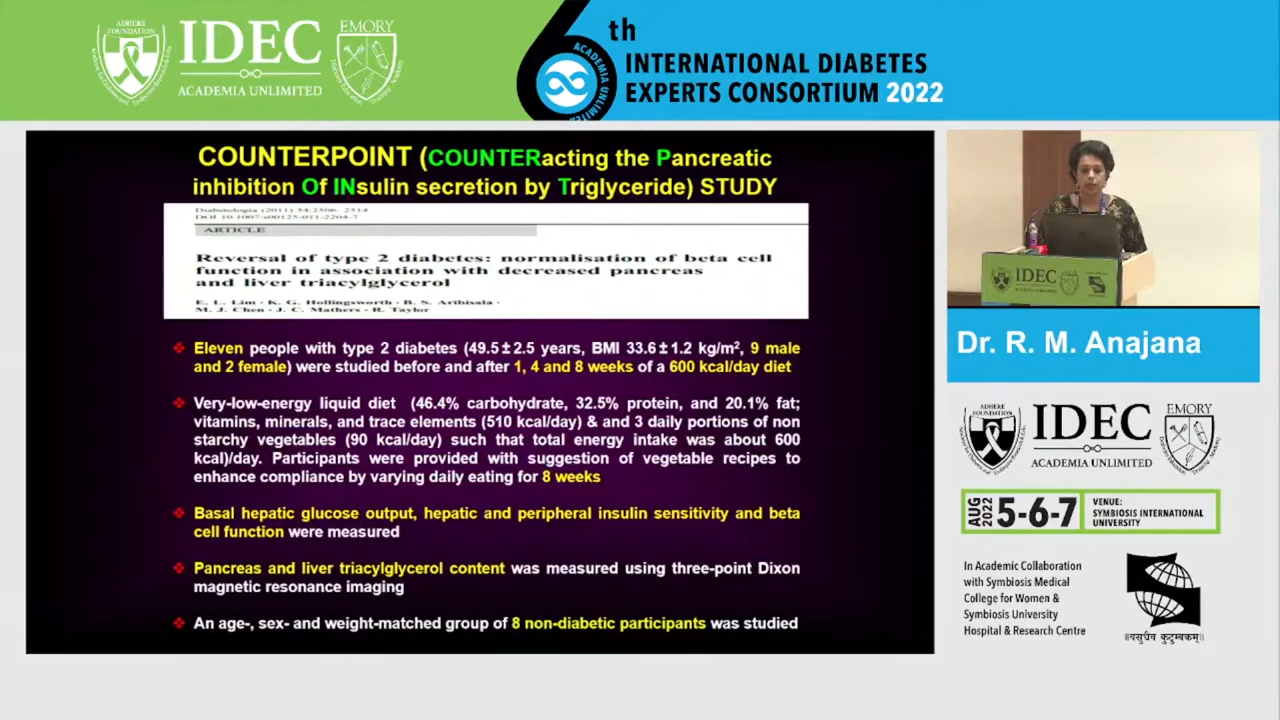 ADHERE
FOUNDATION
IDEC
ACADEMIA UNLIMITED
EMORY
6th
ACADEMIA UNLIMITED
INTERNATIONAL DIABETES
EXPERTS CONSORTIUM 2022
COUNTERPOINT (COUNTERacting the Pancreatic
inhibition Of INsulin secretion by Triglyceride) STUDY
Diabetologia (2011) 54:2506–2514
DOI 10.1007/s00125-011-2204-7
ARTICLE
Reversal of type 2 diabetes: normalisation of beta cell
function in association with decreased pancreas
and liver triacylglycerol
E. L. Lim · K. G. Hollingsworth · B. S. Aribisala ·
M. J. Chen · J. C. Mathers · R. Taylor
❖ Eleven people with type 2 diabetes (49.5±2.5 years, BMI 33.6±1.2 kg/m², 9 male
and 2 female) were studied before and after 1, 4 and 8 weeks of a 600 kcal/day diet
❖ Very-low-energy liquid diet (46.4% carbohydrate, 32.5% protein, and 20.1% fat;
vitamins, minerals, and trace elements (510 kcal/day) & and 3 daily portions of non
starchy vegetables (90 kcal/day) such that total energy intake was about 600
kcal)/day. Participants were provided with suggestion of vegetable recipes to
enhance compliance by varying daily eating for 8 weeks
❖ Basal hepatic glucose output, hepatic and peripheral insulin sensitivity and beta
cell function were measured
❖ Pancreas and liver triacylglycerol content was measured using three-point Dixon
magnetic resonance imaging
❖ An age-, sex- and weight-matched group of 8 non-diabetic participants was studied
IDEC
Dr. R. M. Anajana
ADHERE
FOUNDATION
IDEC
ACADEMIA UNLIMITED
EMORY
AUG
2022
5-6-7
VENUE:
SYMBIOSIS INTERNATIONAL
UNIVERSITY
In Academic Collaboration
with Symbiosis Medical
College for Women &
Symbiosis University
Hospital & Research Centre
॥वसुधैव कुटुम्बकम्॥